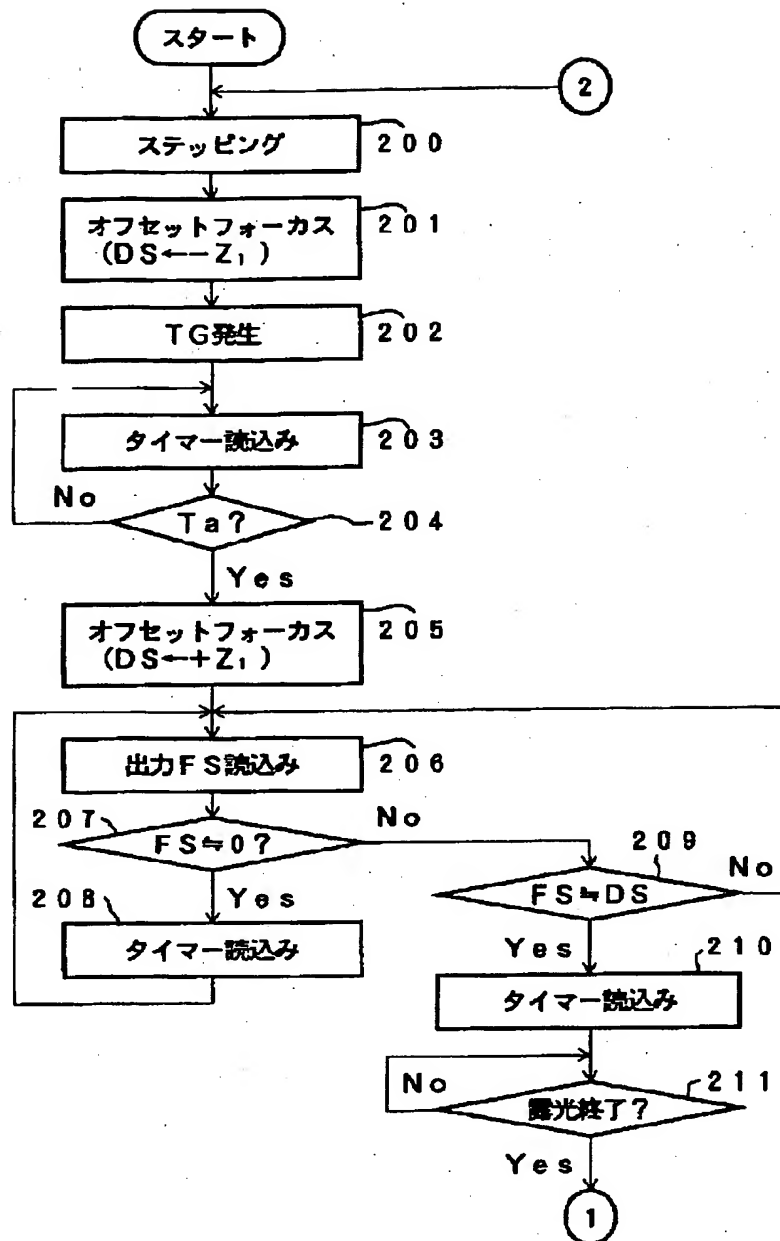 スタート
2
ステッピング
200
オフセットフォーカス
(DS←−Z₁)
201
TG発生
202
タイマー読込み
203
No
Ta?
204
Yes
オフセットフォーカス
(DS←+Z₁)
205
出力FS読込み
206
207
FS≒0?
No
209
FS≒DS
No
208
Yes
タイマー読込み
Yes
210
タイマー読込み
No
211
露光終了?
Yes
1